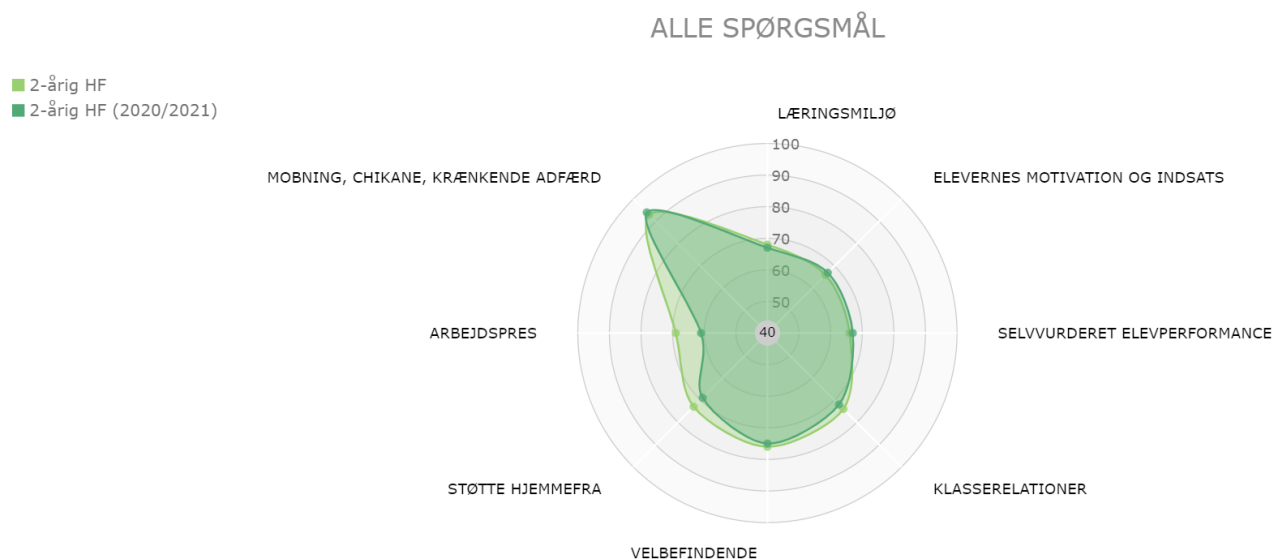 ALLE SPØRGSMÅL
2-årig HF
2-årig HF (2020/2021)
LÆRINGSMILJØ
100
MOBNING, CHIKANE, KRÆNKENDE ADFÆRD
90
ELEVERNES MOTIVATION OG INDSATS
80
70
60
50
ARBEJDSPRES
40
SELVVURDERET ELEVPERFORMANCE
STØTTE HJEMMEFRA
KLASSERELATIONER
VELBEFINDENDE